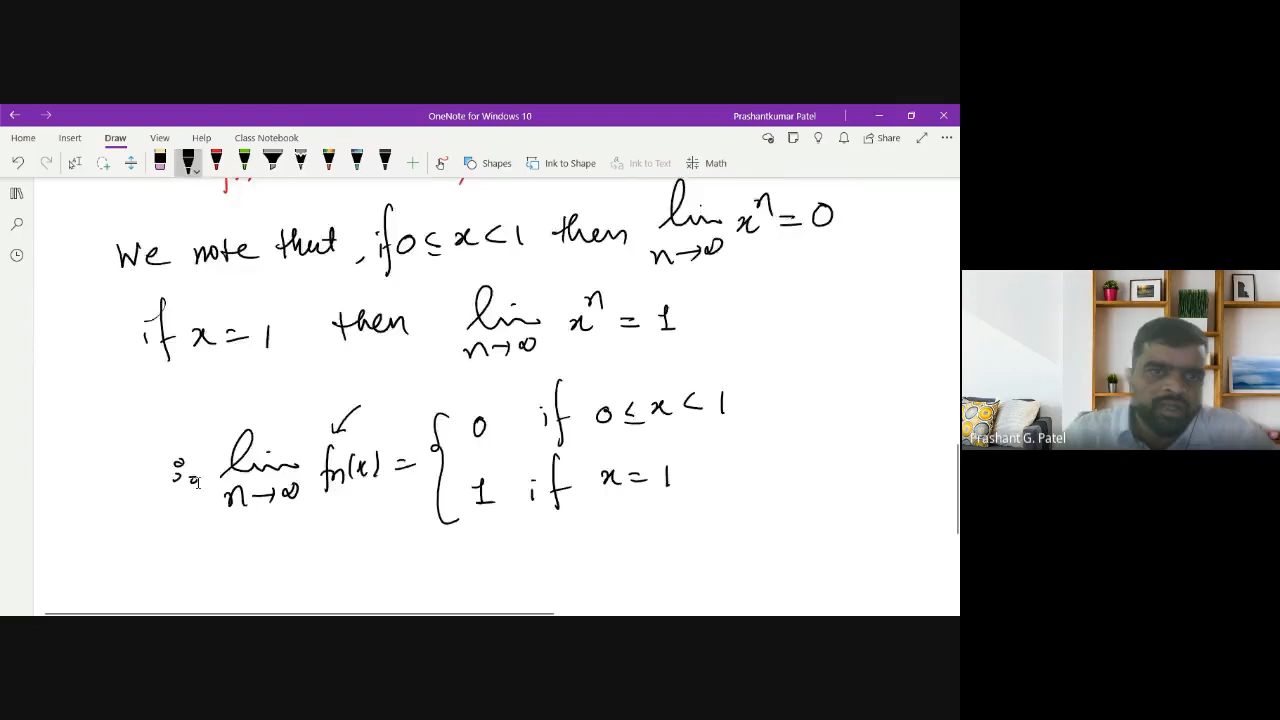 OneNote for Windows 10
Prashantkumar Patel
Home Insert Draw View Help Class Notebook
Share
Shapes Ink to Shape Ink to Text Math
We note that, if 0 ≤ x < 1 then lim n→∞ xⁿ = 0
if x = 1 then lim n→∞ xⁿ = 1
∴ lim n→∞ fn(x) = { 0 if 0 ≤ x < 1
1 if x = 1
Prashant G. Patel